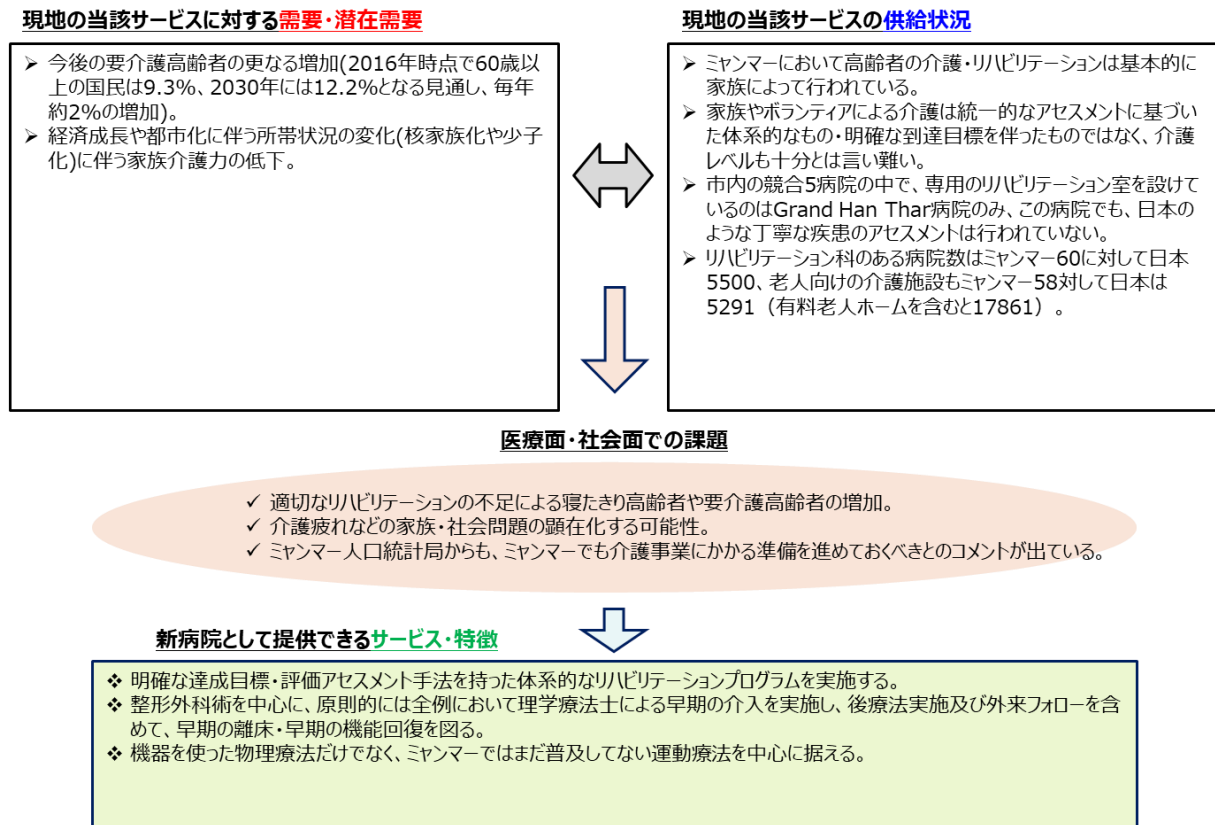 現地の当該サービスに対する需要・潜在需要
➢ 今後の要介護高齢者の更なる増加(2016年時点で60歳以
上の国民は9.3%、2030年には12.2%となる見通し、毎年
約2%の増加)。
➢ 経済成長や都市化に伴う所帯状況の変化(核家族化や少子
化)に伴う家族介護力の低下。
現地の当該サービスの供給状況
➢ ミャンマーにおいて高齢者の介護・リハビリテーションは基本的に
家族によって行われている。
➢ 家族やボランティアによる介護は統一的なアセスメントに基づい
た体系的なもの・明確な到達目標を伴ったものではなく、介護
レベルも十分とは言い難い。
➢ 市内の競合5病院の中で、専用のリハビリテーション室を設けて
いるのはGrand Han Thar病院のみ、この病院でも、日本の
ような丁寧な疾患のアセスメントは行われていない。
➢ リハビリテーション科のある病院数はミャンマー60に対して日本
5500、老人向けの介護施設もミャンマー58対して日本は
5291（有料老人ホームを含むと17861）。
医療面・社会面での課題
✓ 適切なリハビリテーションの不足による寝たきり高齢者や要介護高齢者の増加。
✓ 介護疲れなどの家族・社会問題の顕在化する可能性。
✓ ミャンマー人口統計局からも、ミャンマーでも介護事業にかかる準備を進めておくべきとのコメントが出ている。
新病院として提供できるサービス・特徴
❖ 明確な達成目標・評価アセスメント手法を持った体系的なリハビリテーションプログラムを実施する。
❖ 整形外科術を中心に、原則的には全例において理学療法士による早期の介入を実施し、後療法実施及び外来フォローを含
めて、早期の離床・早期の機能回復を図る。
❖ 機器を使った物理療法だけでなく、ミャンマーではまだ普及してない運動療法を中心に据える。